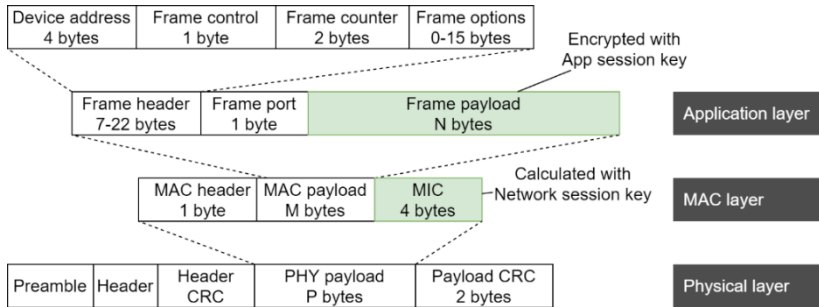 Device address
4 bytes
Frame control
1 byte
Frame counter
2 bytes
Frame options
0-15 bytes
Encrypted with
App session key
Frame header
7-22 bytes
Frame port
1 byte
Frame payload
N bytes
Application layer
MAC header
1 byte
MAC payload
M bytes
MIC
4 bytes
Calculated with
Network session key
MAC layer
Preamble
Header
Header
CRC
PHY payload
P bytes
Payload CRC
2 bytes
Physical layer